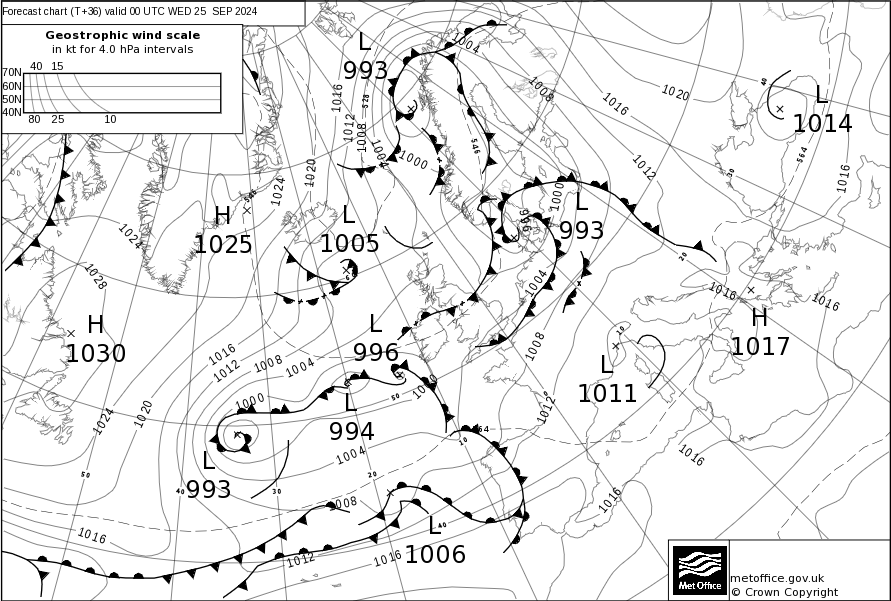 Forecast chart (T+36) valid 00 UTC WED 25 SEP 2024
Geostrophic wind scale
in kt for 4.0 hPa intervals
40 15
70N
60N
50N
40N
80 25 10
L
993
1004
1008
1016
1020
L
1014
1016
528
1012
1008
1004
1000
546
40
564
1016
1012
50
1020
1024
H
1025
L
1005
1000
996
L
993
1024
1028
20
H
1030
L
996
1004
1016
1016
H
1017
1016
1012
1008
1004
1008
10
L
1011
1000
50
L
994
1012
564
10
1024
1020
L
993
1004
20
30
40
50
1016
1008
L
1006
40
1016
1016
1012
1016
Met Office
metoffice.gov.uk
© Crown Copyright